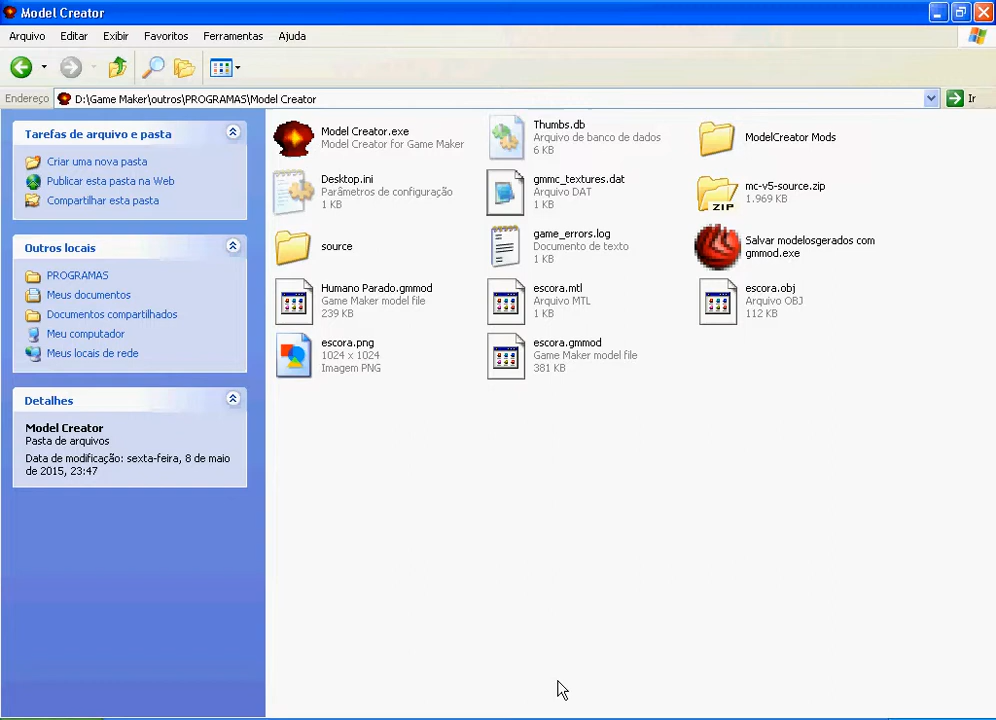 Model Creator
Arquivo Editar Exibir Favoritos Ferramentas Ajuda
Endereço D:\Game Maker\outros\PROGRAMAS\Model Creator Ir
Tarefas de arquivo e pasta
Criar uma nova pasta
Publicar esta pasta na Web
Compartilhar esta pasta
Outros locais
PROGRAMAS
Meus documentos
Documentos compartilhados
Meu computador
Meus locais de rede
Detalhes
Model Creator
Pasta de arquivos
Data de modificação: sexta-feira, 8 de maio
de 2015, 23:47
Model Creator.exe
Model Creator for Game Maker
Thumbs.db
Arquivo de banco de dados
6 KB
ModelCreator Mods
Desktop.ini
Parâmetros de configuração
1 KB
gmmc_textures.dat
Arquivo DAT
1 KB
mc-v5-source.zip
1.969 KB
ZIP
source
game_errors.log
Documento de texto
1 KB
Salvar modelosgerados com
gmmod.exe
Humano Parado.gmmod
Game Maker model file
239 KB
escora.mtl
Arquivo MTL
1 KB
escora.obj
Arquivo OBJ
112 KB
escora.png
1024 x 1024
Imagem PNG
escora.gmmod
Game Maker model file
381 KB